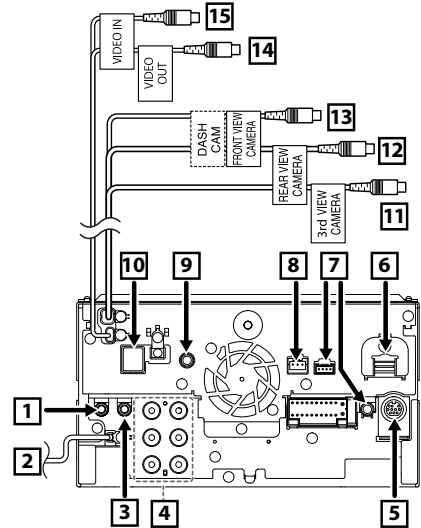 15
VIDEO IN
14
VIDEO
OUT
13
DASH
CAM
FRONT VIEW
CAMERA
12
REAR VIEW
CAMERA
11
3rd VIEW
CAMERA
10
9
8
7
6
1
2
3
4
5